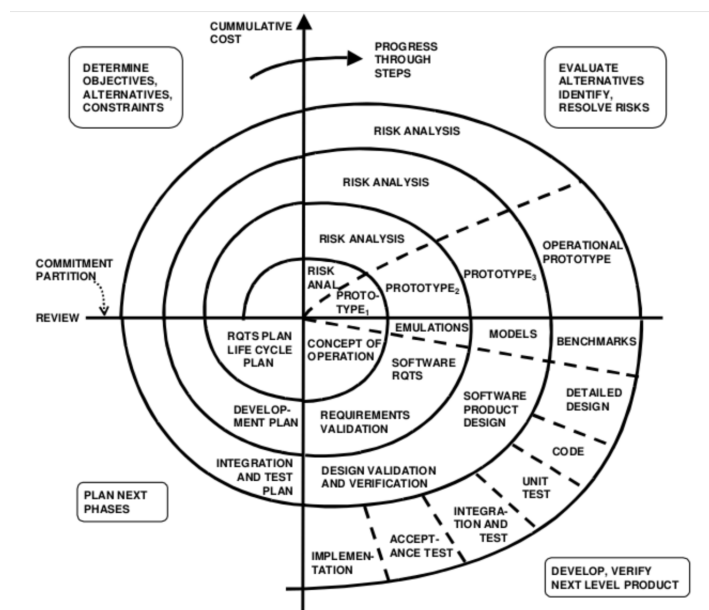 CUMMULATIVE
COST
PROGRESS
THROUGH
STEPS
DETERMINE
OBJECTIVES,
ALTERNATIVES,
CONSTRAINTS
EVALUATE
ALTERNATIVES
IDENTIFY,
RESOLVE RISKS
RISK ANALYSIS
RISK ANALYSIS
RISK ANALYSIS
RISK
ANAL.
OPERATIONAL
PROTOTYPE
PROTOTYPE3
PROTOTYPE2
PROTO-
TYPE1
COMMITMENT
PARTITION
REVIEW
EMULATIONS
MODELS
BENCHMARKS
RQTS PLAN
LIFE CYCLE
PLAN
CONCEPT OF
OPERATION
SOFTWARE
RQTS
SOFTWARE
PRODUCT
DESIGN
DETAILED
DESIGN
DEVELOP-
MENT PLAN
REQUIREMENTS
VALIDATION
CODE
INTEGRATION
AND TEST
PLAN
DESIGN VALIDATION
AND VERIFICATION
UNIT
TEST
PLAN NEXT
PHASES
INTEGRA-
TION AND
TEST
ACCEPT-
ANCE TEST
IMPLEMEN-
TATION
DEVELOP, VERIFY
NEXT LEVEL PRODUCT